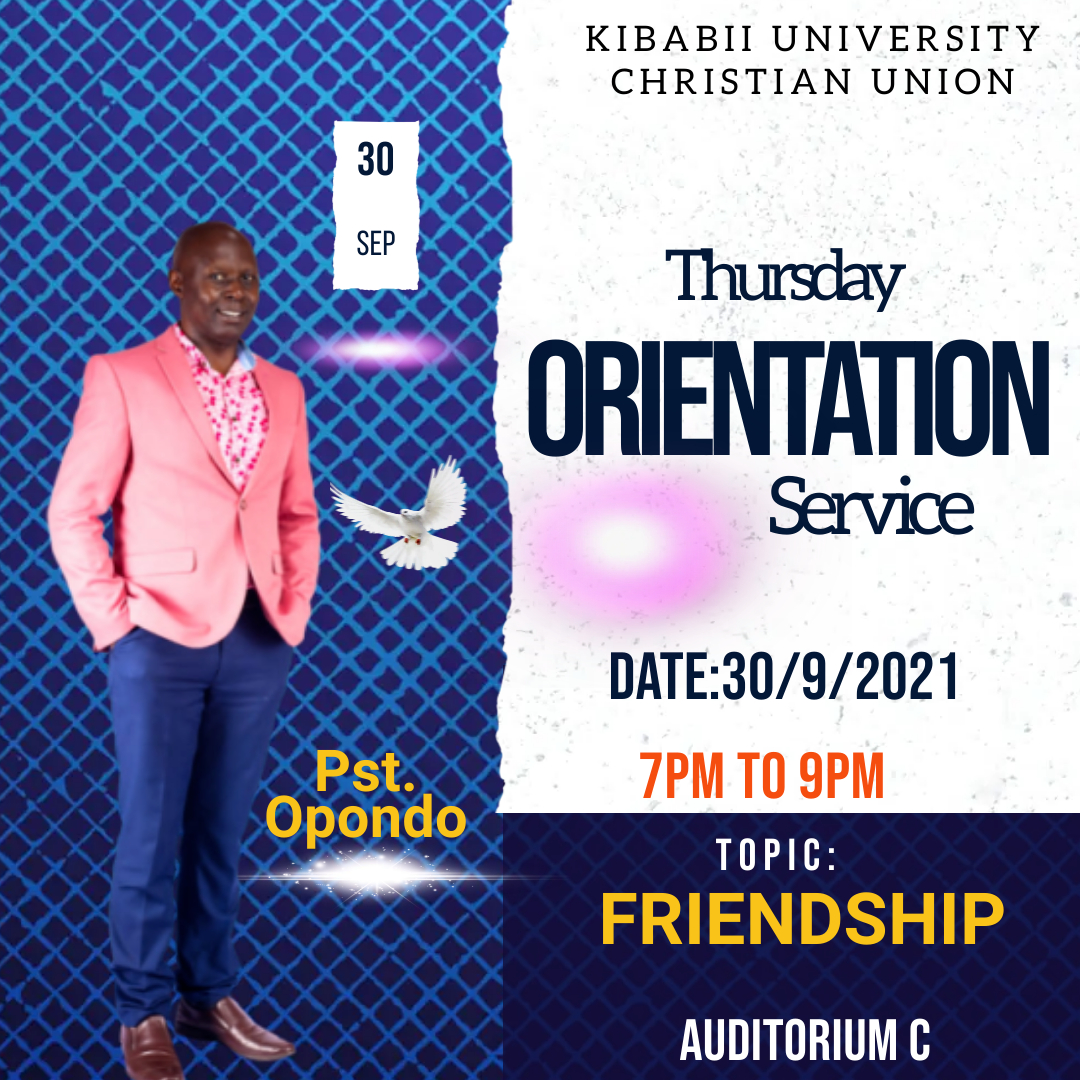 KIBABII UNIVERSITY
CHRISTIAN UNION
30
SEP
Thursday
ORIENTATION
Service
DATE:30/9/2021
7PM TO 9PM
Pst.
Opondo
TOPIC:
FRIENDSHIP
AUDITORIUM C